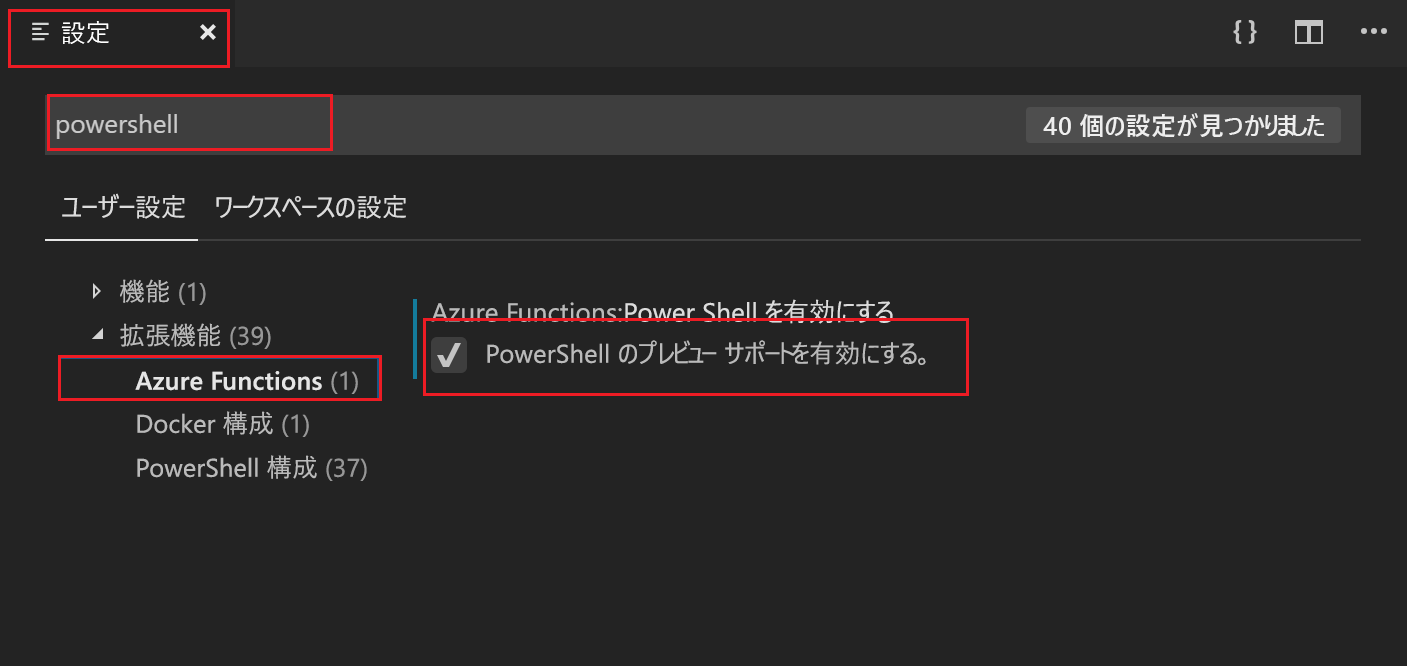 設定
powershell
40 個の設定が見つかりました
ユーザー設定 ワークスペースの設定
機能 (1)
拡張機能 (39)
Azure Functions (1)
Docker 構成 (1)
PowerShell 構成 (37)
Azure Functions:Power Shell を有効にする
PowerShell のプレビュー サポートを有効にする。